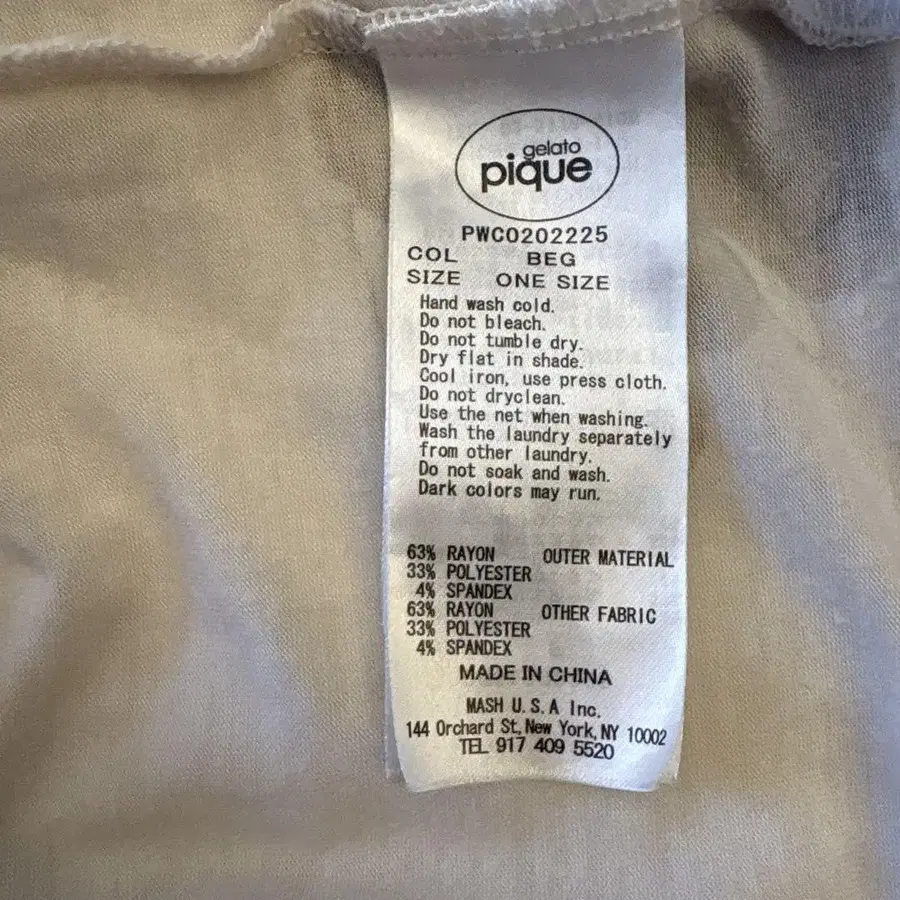 gelato
pique
PWCO202225
COL BEG
SIZE ONE SIZE
Hand wash cold.
Do not bleach.
Do not tumble dry.
Dry flat in shade.
Cool iron, use press cloth.
Do not dryclean.
Use the net when washing.
Wash the laundry separately
from other laundry.
Do not soak and wash.
Dark colors may run.
63% RAYON OUTER MATERIAL
33% POLYESTER
4% SPANDEX
63% RAYON OTHER FABRIC
33% POLYESTER
4% SPANDEX
MADE IN CHINA
MASH U.S.A Inc.
144 Orchard St, New York, NY 10002
TEL 917 409 5520